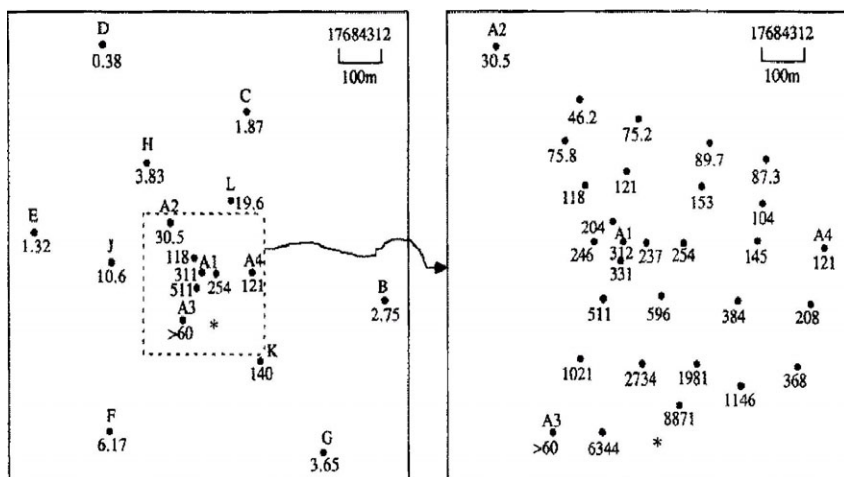 D
0.38
17684312
100m
C
1.87
H
3.83
L
19.6
A2
30.5
E
1.32
J
10.6
118
A1
A4
311
254
121
511
A3
>60
*
B
2.75
K
140
F
6.17
G
3.65
A2
30.5
17684312
100m
46.2
75.2
75.8
89.7
87.3
118
121
153
104
204
A1
A4
246
312
237
254
145
121
331
511
596
384
208
1021
2734
1981
368
1146
8871
A3
>60
6344
*